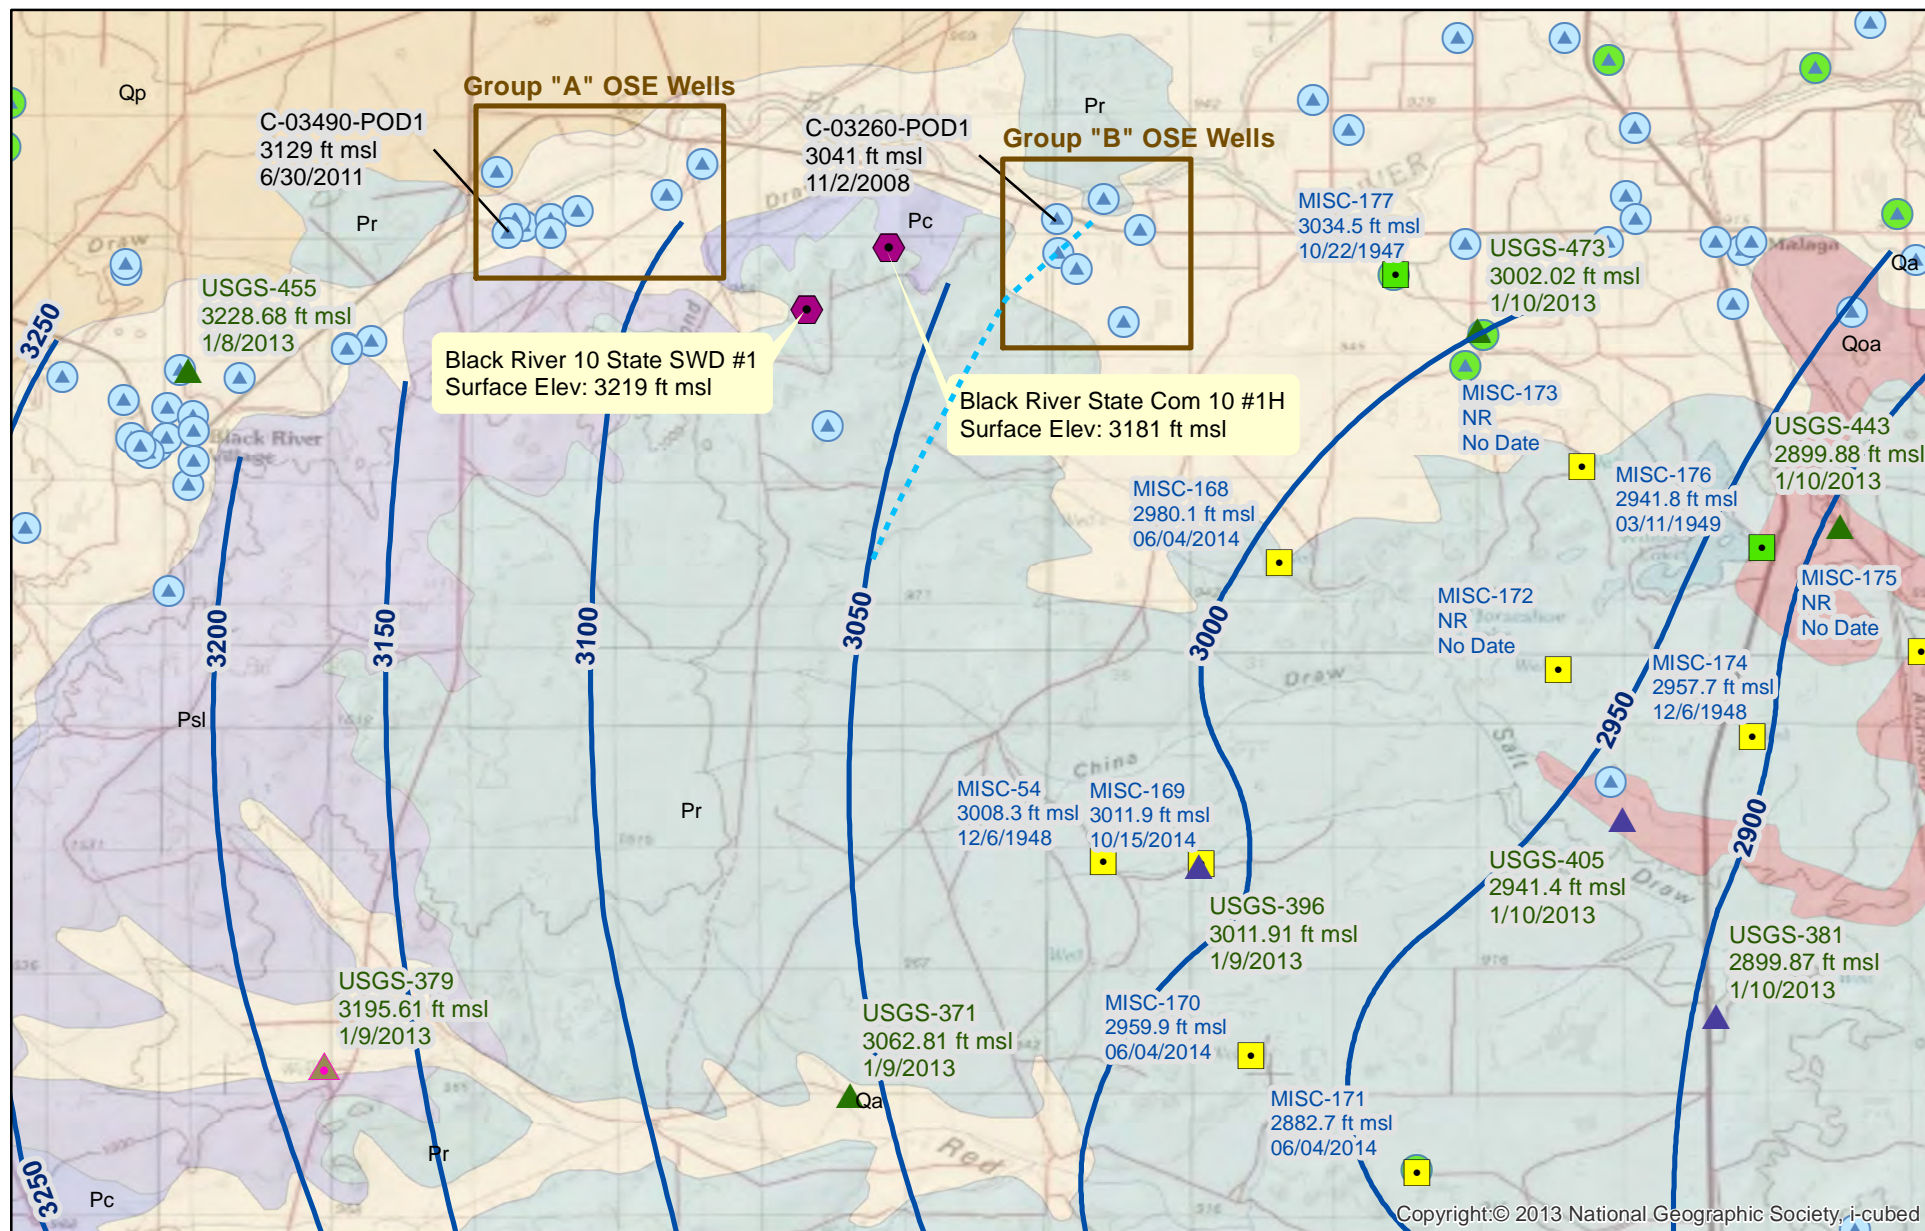 Qp
Group "A" OSE Wells
C-03490-POD1
3129 ft msl
6/30/2011
C-03260-POD1
3041 ft msl
11/2/2008
Pr
Group "B" OSE Wells
Pr
Pc
Draw
Draw
RIVER
MISC-177
3034.5 ft msl
10/22/1947
USGS-473
3002.02 ft msl
1/10/2013
Malaga
Qa
USGS-455
3228.68 ft msl
1/8/2013
3250
Black River 10 State SWD #1
Surface Elev: 3219 ft msl
Black River State Com 10 #1H
Surface Elev: 3181 ft msl
Qoa
MISC-173
NR
No Date
USGS-443
2899.88 ft msl
1/10/2013
Black River
Village
MISC-176
2941.8 ft msl
03/11/1949
MISC-168
2980.1 ft msl
06/04/2014
MISC-175
NR
No Date
MISC-172
NR
No Date
3200
3150
3100
3050
3000
Draw
MISC-174
2957.7 ft msl
12/6/1948
Psl
2950
Salt
China
MISC-54
3008.3 ft msl
12/6/1948
MISC-169
3011.9 ft msl
10/15/2014
Pr
2900
USGS-405
2941.4 ft msl
1/10/2013
Draw
USGS-396
3011.91 ft msl
1/9/2013
USGS-381
2899.87 ft msl
1/10/2013
USGS-379
3195.61 ft msl
1/9/2013
USGS-371
3062.81 ft msl
1/9/2013
MISC-170
2959.9 ft msl
06/04/2014
Qa
MISC-171
2882.7 ft msl
06/04/2014
Pr
Red
3250
Pc
Copyright:© 2013 National Geographic Society, i-cubed